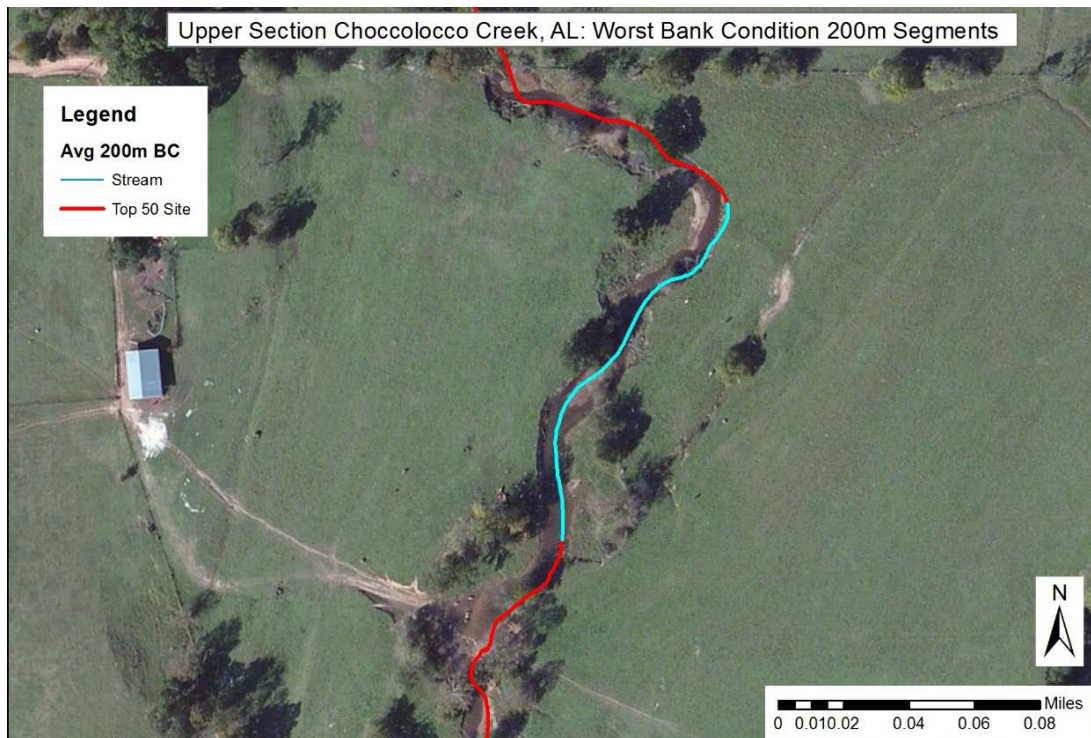 Upper Section Choccolocco Creek, AL: Worst Bank Condition 200m Segments
Legend
Avg 200m BC
Stream
Top 50 Site
N
Miles
0 0.010.02 0.04 0.06 0.08